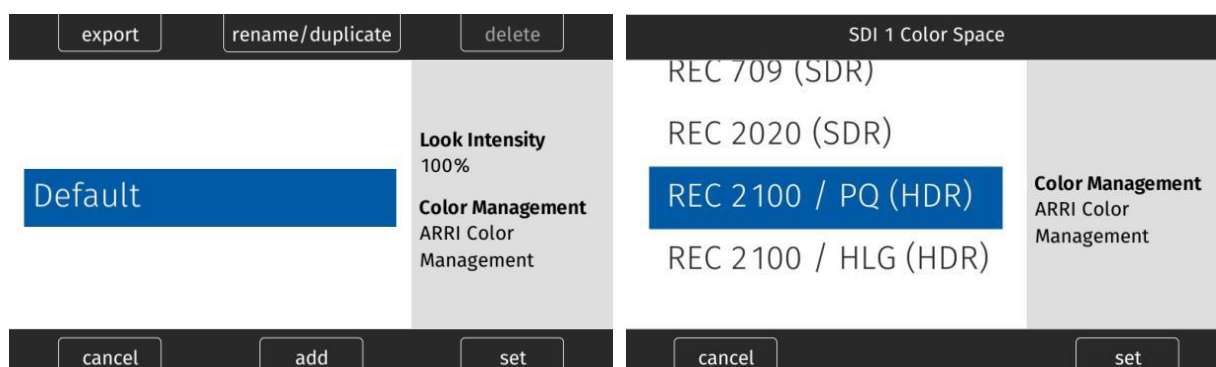 export rename/duplicate delete
Default
Look Intensity
100%
Color Management
ARRI Color
Management
cancel add set
SDI 1 Color Space
REC 709 (SDR)
REC 2020 (SDR)
REC 2100 / PQ (HDR)
REC 2100 / HLG (HDR)
Color Management
ARRI Color
Management
cancel set